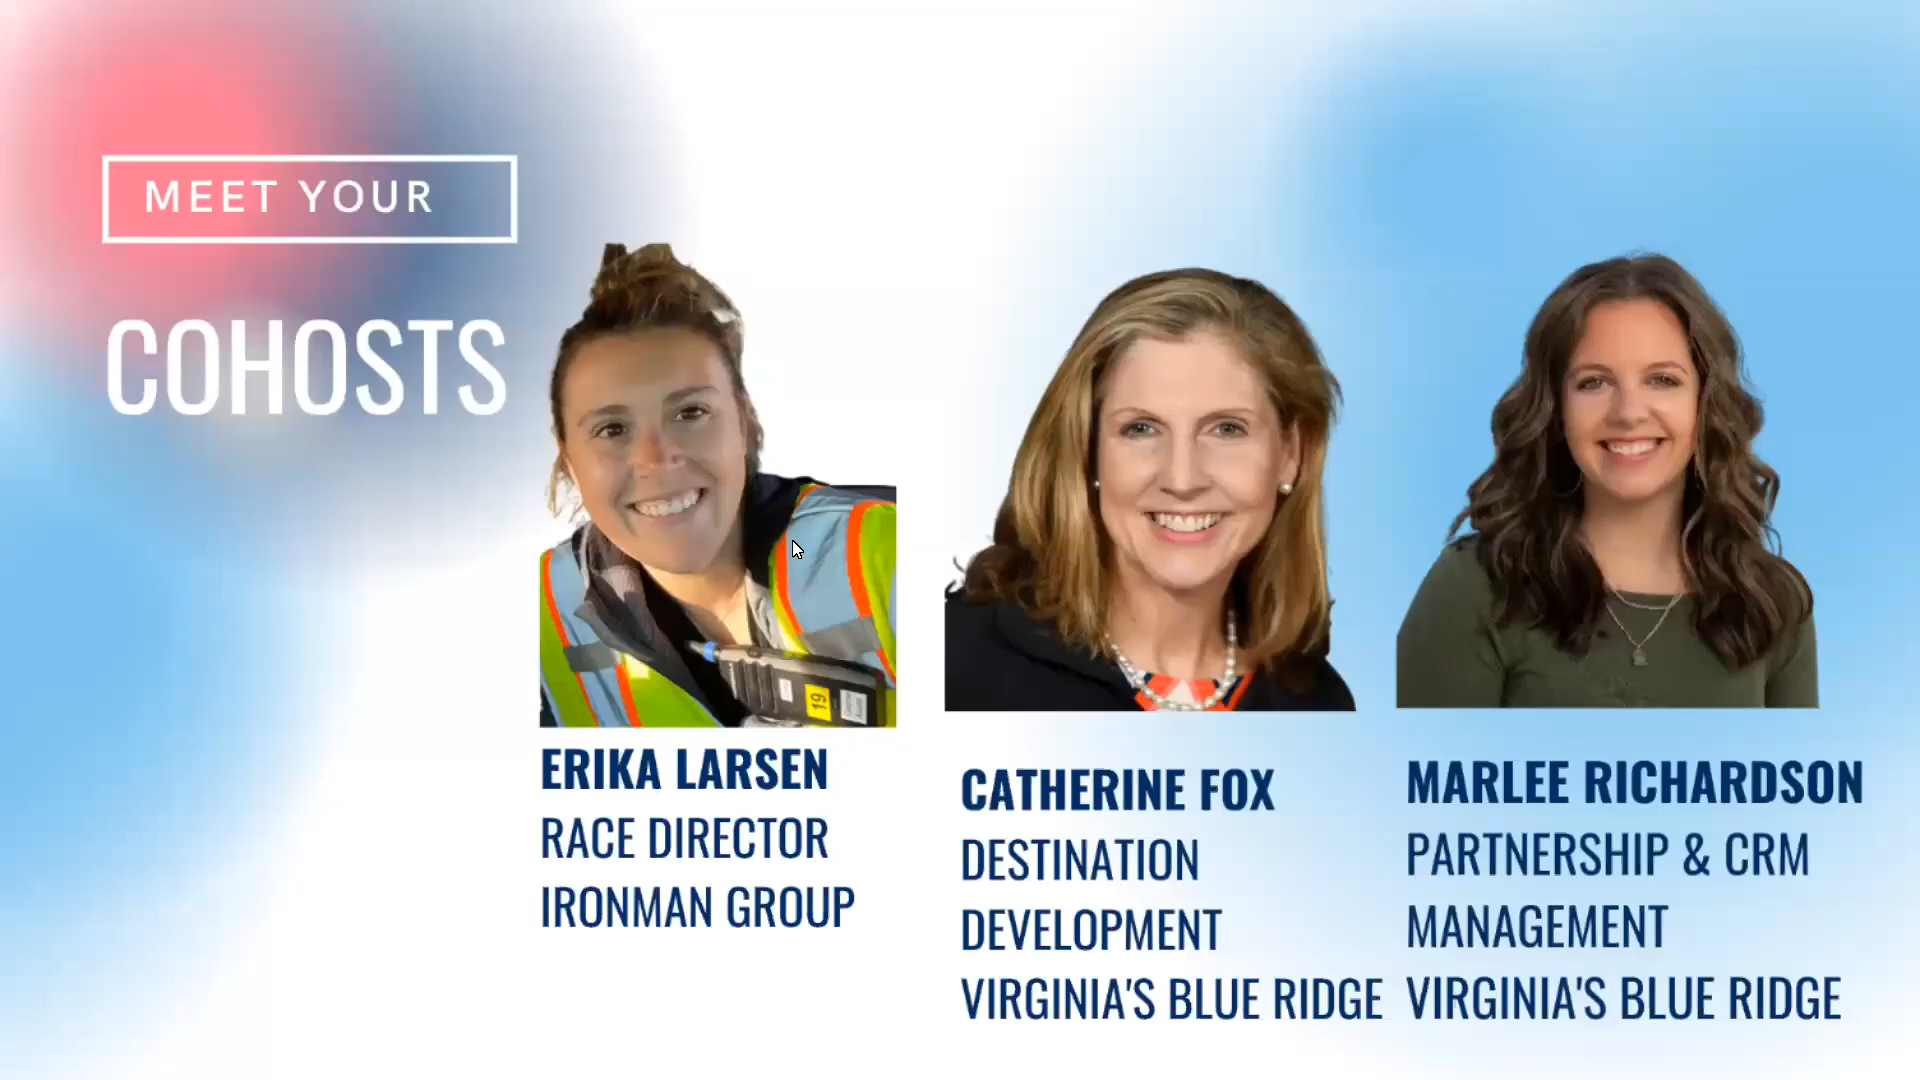 MEET YOUR
COHOSTS
19
ERIKA LARSEN
RACE DIRECTOR
IRONMAN GROUP
CATHERINE FOX
DESTINATION
DEVELOPMENT
VIRGINIA'S BLUE RIDGE
MARLEE RICHARDSON
PARTNERSHIP & CRM
MANAGEMENT
VIRGINIA'S BLUE RIDGE